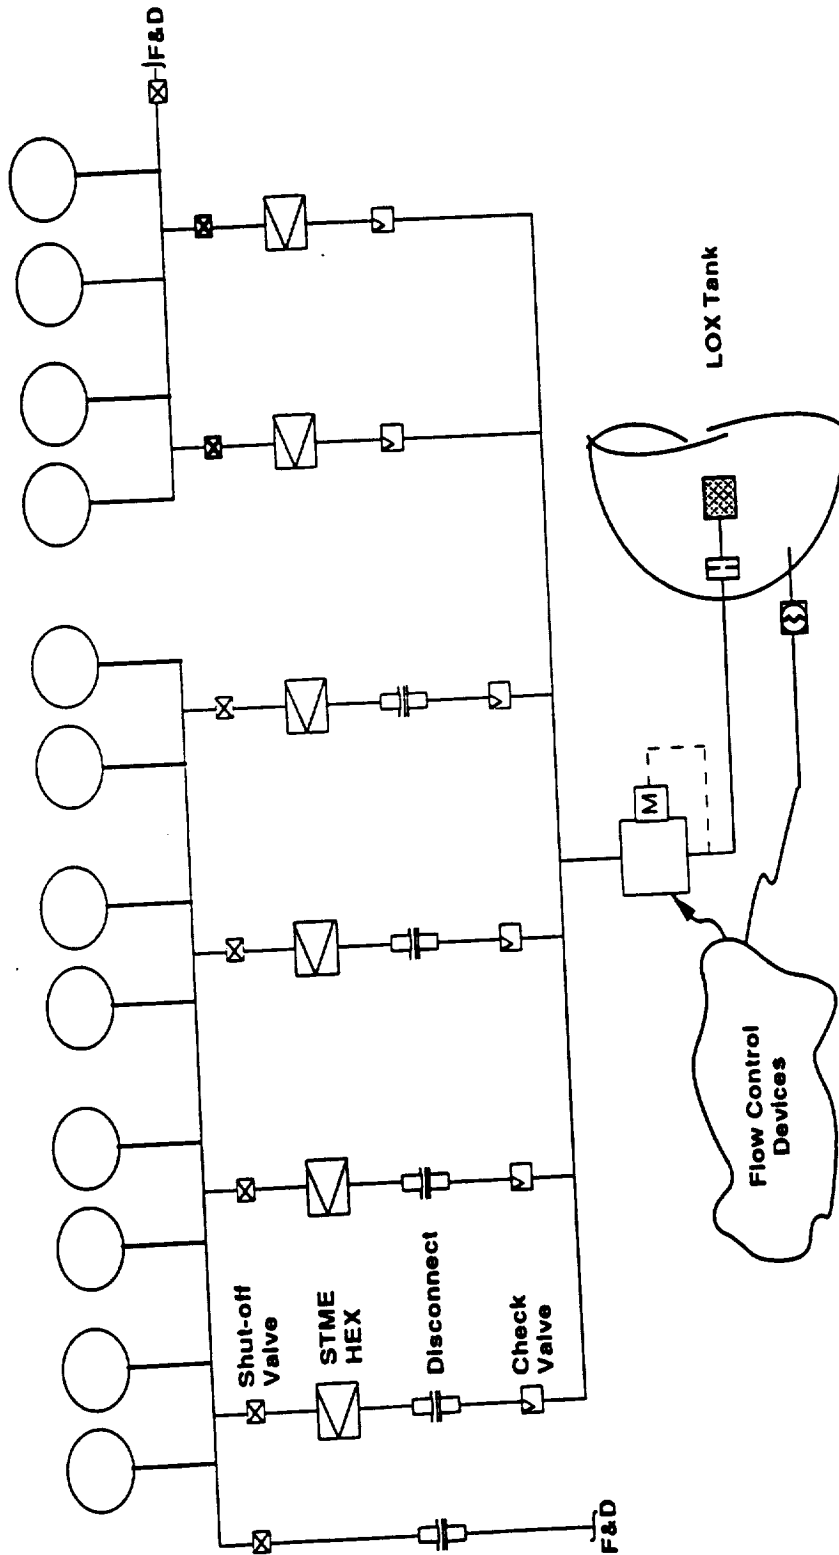 F&D
Shut-off
Valve
STME
HEX
Disconnect
Check
Valve
F&D
M
LOX Tank
Flow Control
Devices